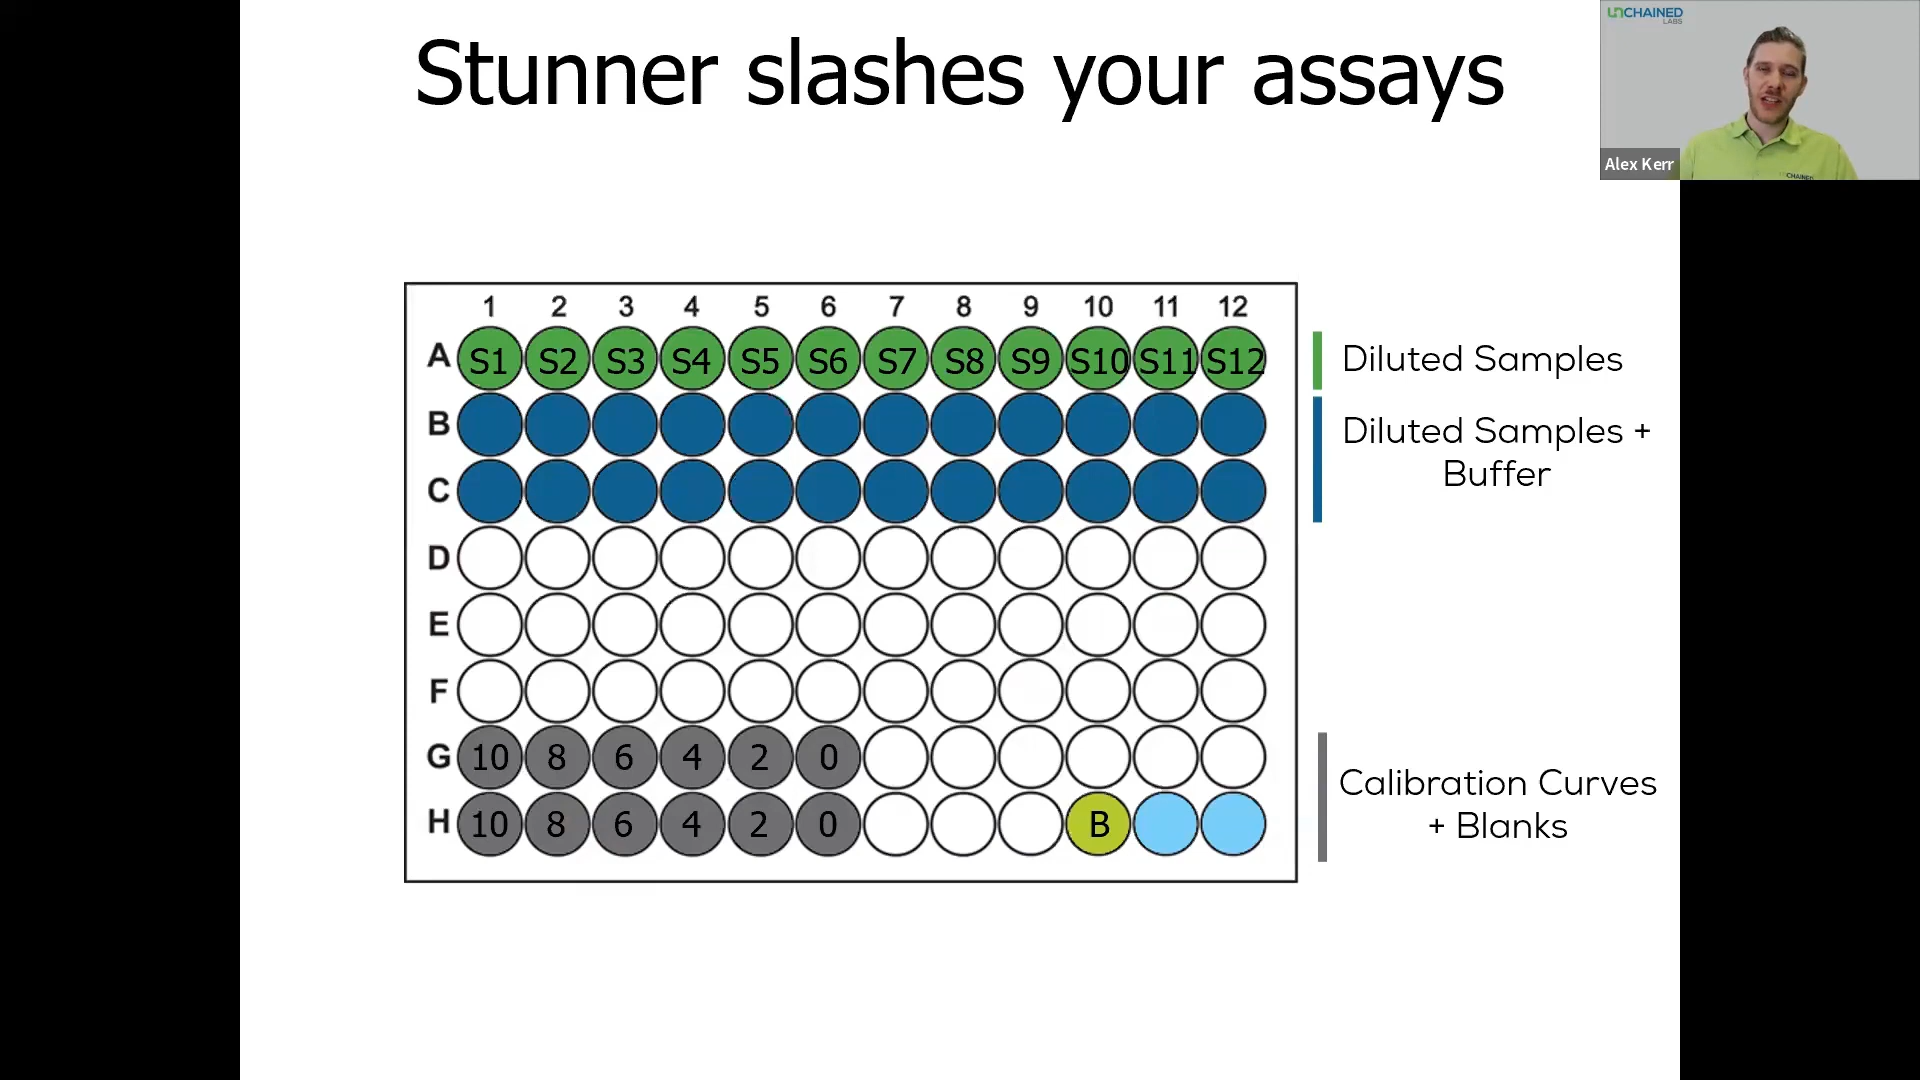 Stunner slashes your assays
UNCHAINED
LABS
Alex Kerr
CHAINED
1 2 3 4 5 6 7 8 9 10 11 12
A S1 S2 S3 S4 S5 S6 S7 S8 S9 S10 S11 S12
B
C
D
E
F
G 10 8 6 4 2 0
H 10 8 6 4 2 0 B
Diluted Samples
Diluted Samples +
Buffer
Calibration Curves
+ Blanks